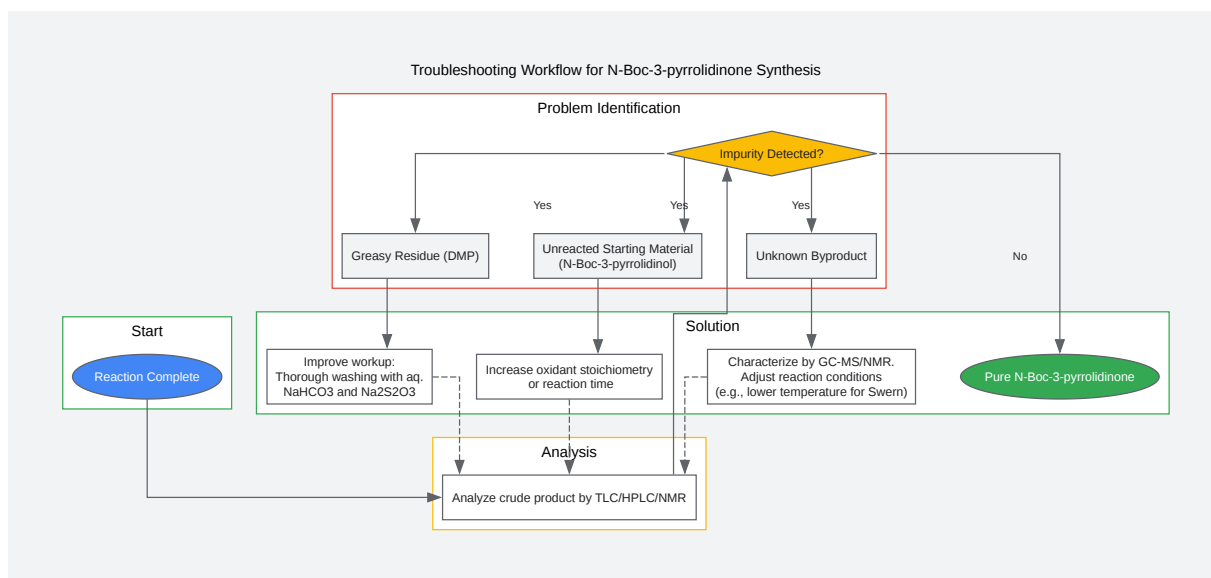 Troubleshooting Workflow for N-Boc-3-pyrrolidinone Synthesis
Problem Identification
Impurity Detected?
Yes
Yes
Yes
Greasy Residue (DMP)
Unreacted Starting Material
(N-Boc-3-pyrrolidinol)
Unknown Byproduct
No
Start
Reaction Complete
Solution
Improve workup:
Thorough washing with aq.
NaHCO3 and Na2S2O3
Increase oxidant stoichiometry
or reaction time
Characterize by GC-MS/NMR.
Adjust reaction conditions
(e.g., lower temperature for Swern)
Pure N-Boc-3-pyrrolidinone
Analysis
Analyze crude product by TLC/HPLC/NMR